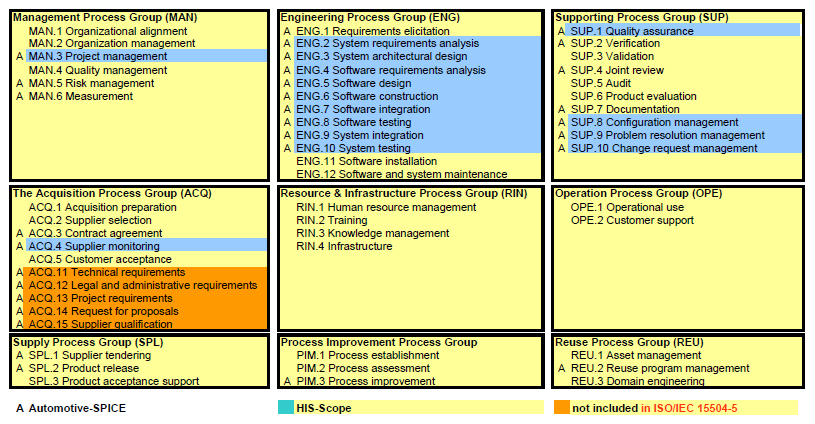 Management Process Group (MAN)
MAN.1 Organizational alignment
MAN.2 Organization management
A MAN.3 Project management
MAN.4 Quality management
A MAN.5 Risk management
A MAN.6 Measurement
Engineering Process Group (ENG)
A ENG.1 Requirements elicitation
A ENG.2 System requirements analysis
A ENG.3 System architectural design
A ENG.4 Software requirements analysis
A ENG.5 Software design
A ENG.6 Software construction
A ENG.7 Software integration
A ENG.8 Software testing
A ENG.9 System integration
A ENG.10 System testing
ENG.11 Software installation
ENG.12 Software and system maintenance
Supporting Process Group (SUP)
A SUP.1 Quality assurance
A SUP.2 Verification
SUP.3 Validation
A SUP.4 Joint review
SUP.5 Audit
SUP.6 Product evaluation
A SUP.7 Documentation
A SUP.8 Configuration management
A SUP.9 Problem resolution management
A SUP.10 Change request management
The Acquisition Process Group (ACQ)
ACQ.1 Acquisition preparation
ACQ.2 Supplier selection
A ACQ.3 Contract agreement
A ACQ.4 Supplier monitoring
ACQ.5 Customer acceptance
A ACQ.11 Technical requirements
A ACQ.12 Legal and administrative requirements
A ACQ.13 Project requirements
A ACQ.14 Request for proposals
A ACQ.15 Supplier qualification
Resource & Infrastructure Process Group (RIN)
RIN.1 Human resource management
RIN.2 Training
RIN.3 Knowledge management
RIN.4 Infrastructure
Operation Process Group (OPE)
OPE.1 Operational use
OPE.2 Customer support
Supply Process Group (SPL)
A SPL.1 Supplier tendering
A SPL.2 Product release
SPL.3 Product acceptance support
Process Improvement Process Group
PIM.1 Process establishment
PIM.2 Process assessment
A PIM.3 Process improvement
Reuse Process Group (REU)
REU.1 Asset management
A REU.2 Reuse program management
REU.3 Domain engineering
A Automotive-SPICE
HIS-Scope
not included in ISO/IEC 15504-5